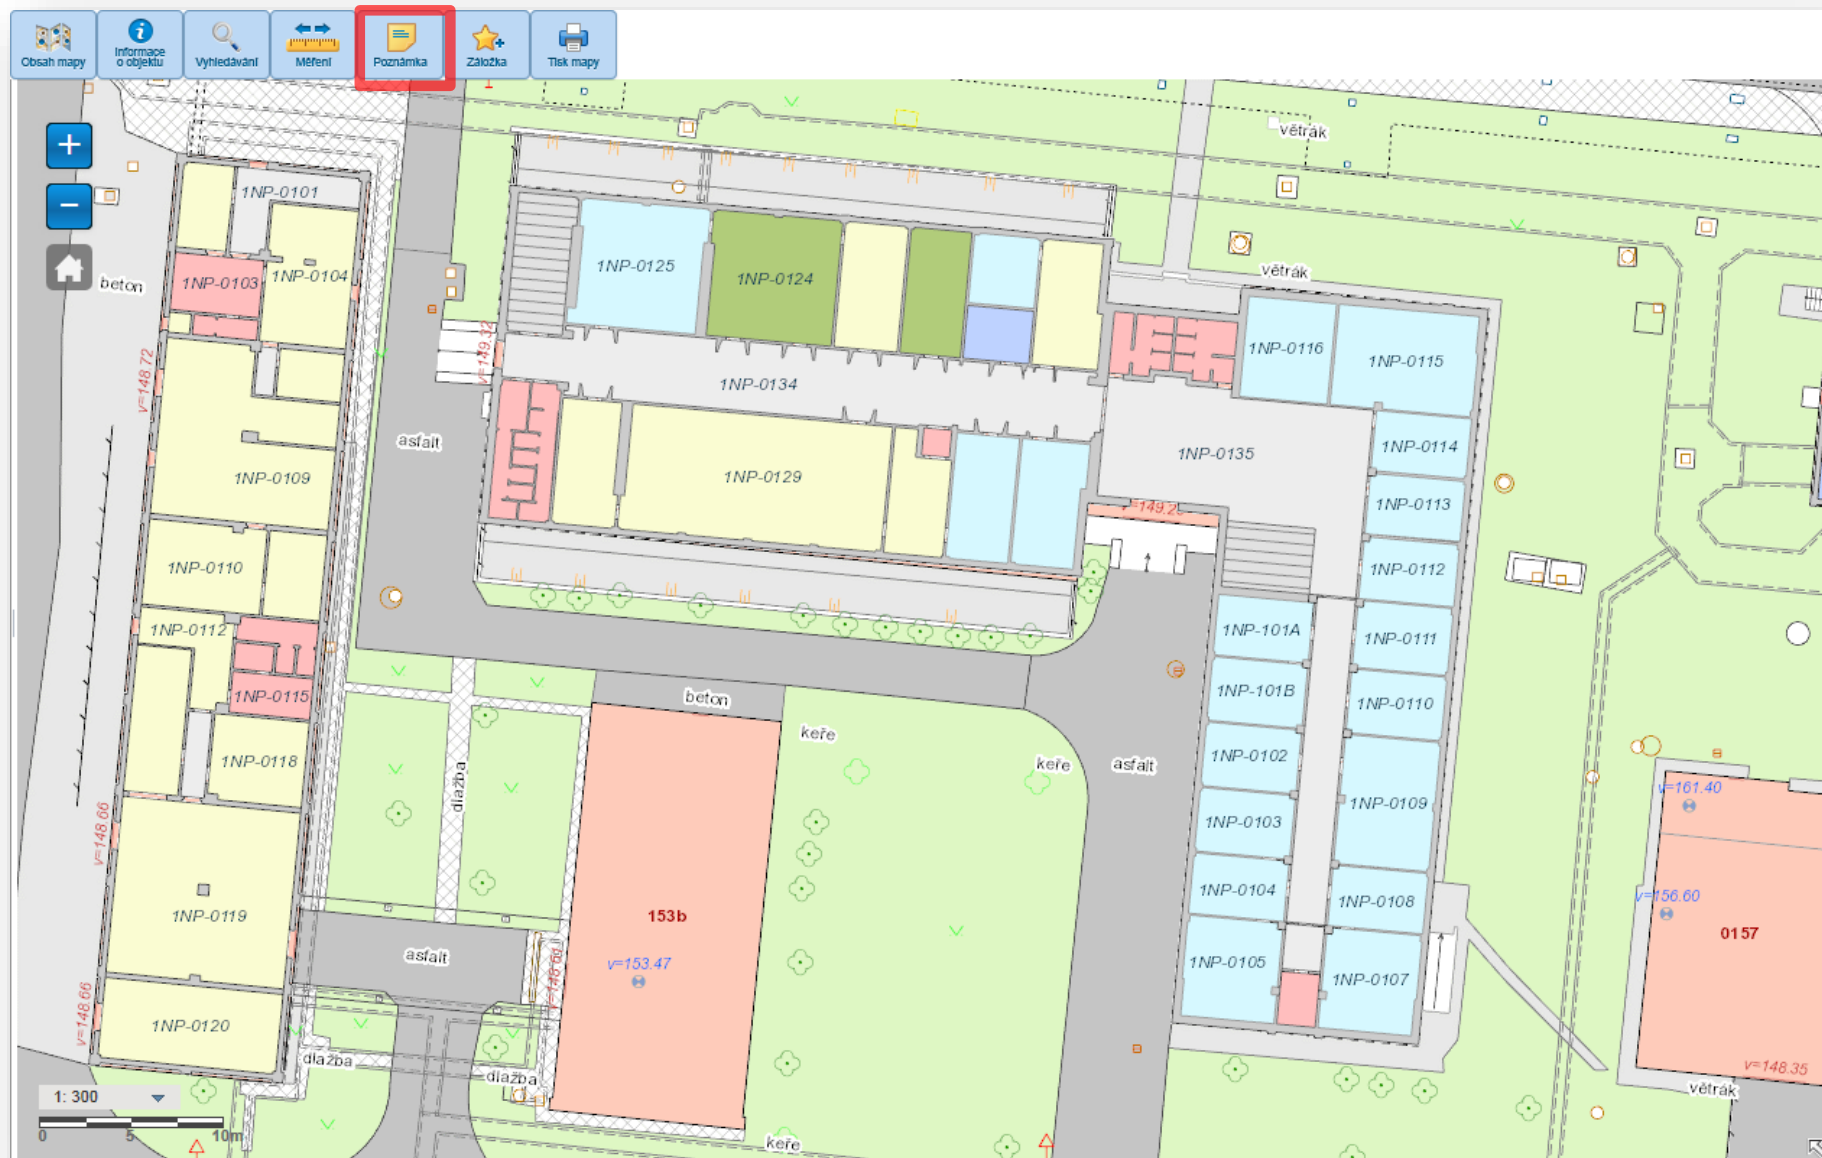 Obsah mapy
Informace
o objektu
Vyhledávání
Měření
Poznámka
Záložka
Tisk mapy
+
−
větrák
1NP-0101
1NP-0125
1NP-0124
větrák
beton
1NP-0103
1NP-0104
v=148.72
v=149.32
1NP-0134
1NP-0116
1NP-0115
asfalt
1NP-0135
1NP-0114
1NP-0109
1NP-0129
1NP-0113
1NP-0110
1NP-0112
1NP-0112
1NP-101A
1NP-0111
1NP-0115
1NP-101B
1NP-0110
beton
keře
keře
asfalt
1NP-0118
dlažba
1NP-0102
v=161.40
1NP-0109
v=148.66
1NP-0103
1NP-0104
1NP-0108
v=156.60
1NP-0119
153b
0157
asfalt
v=153.47
1NP-0105
1NP-0107
v=148.66
1NP-0120
dlažba
dlažba
v=148.35
větrák
1: 300
0 5 10m
keře